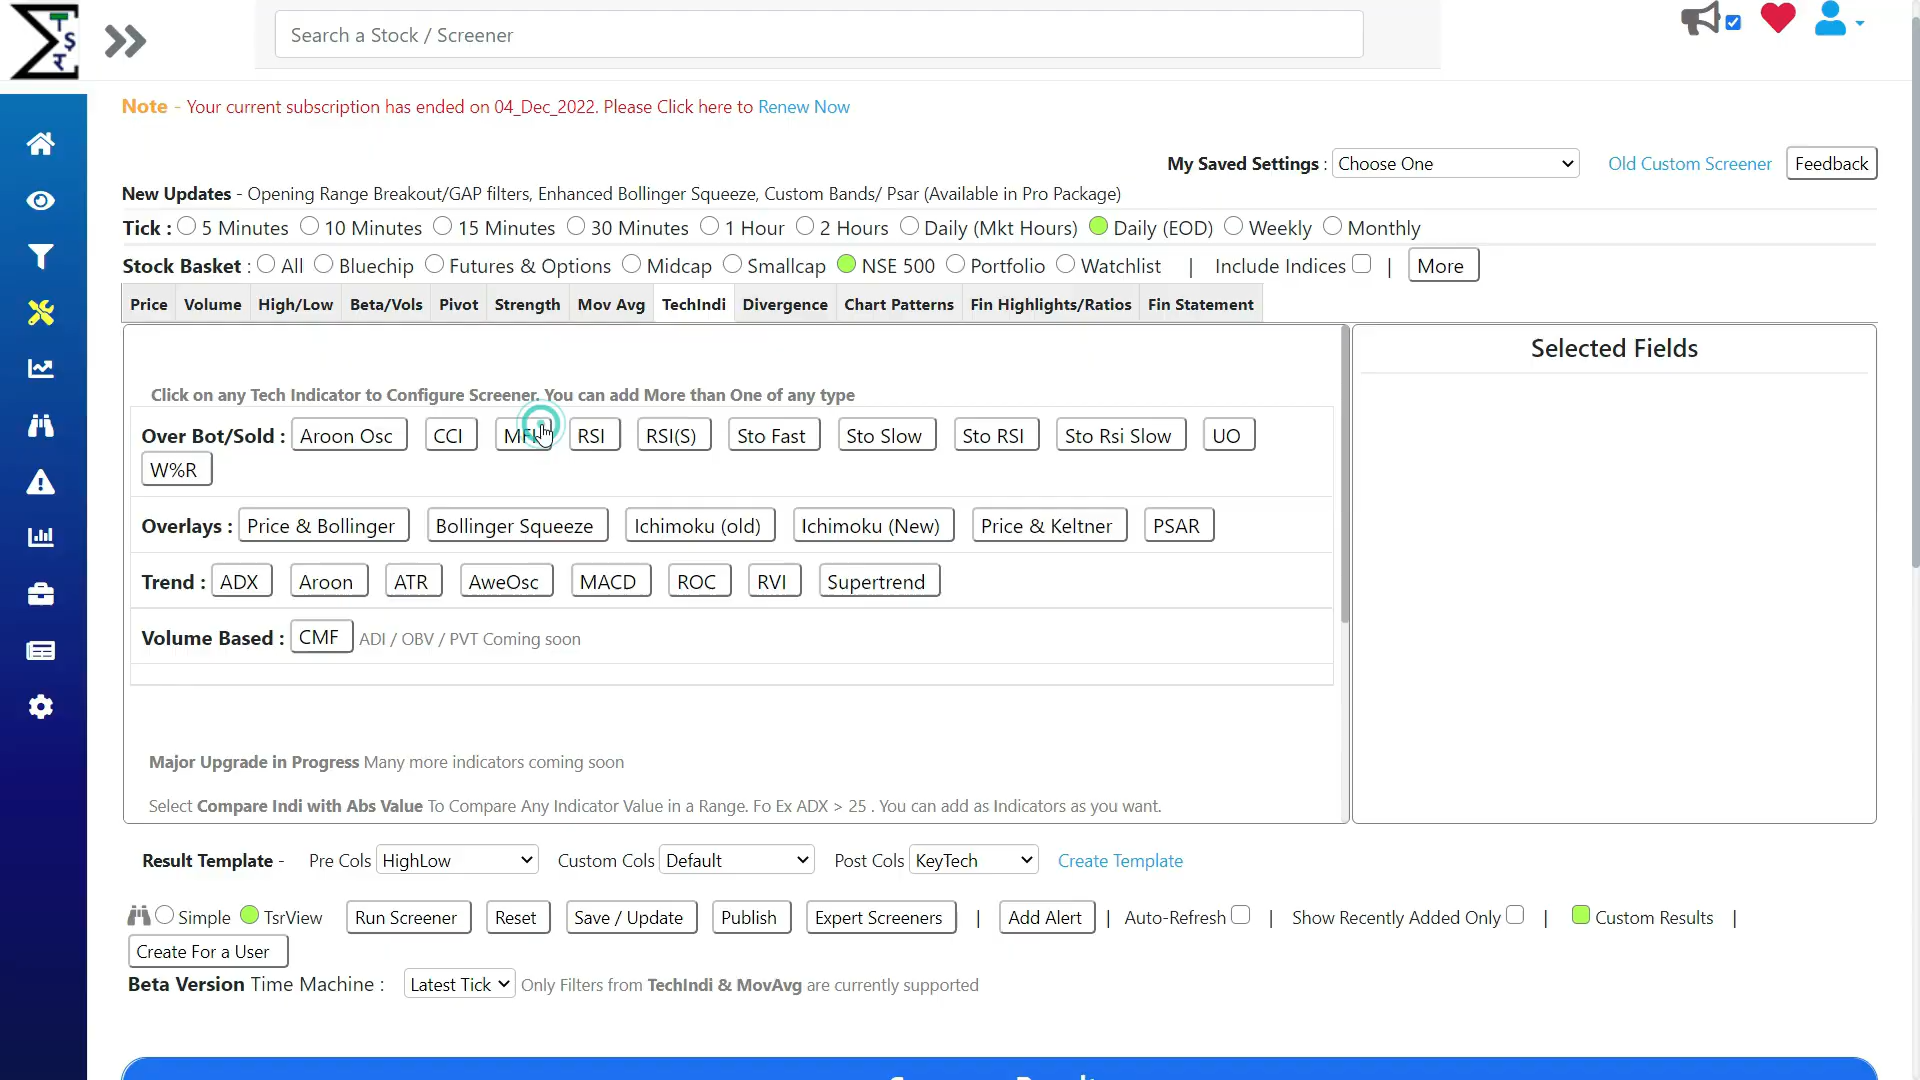 Search a Stock / Screener
Note - Your current subscription has ended on 04_Dec_2022. Please Click here to Renew Now
My Saved Settings : Choose One Old Custom Screener Feedback
New Updates - Opening Range Breakout/GAP filters, Enhanced Bollinger Squeeze, Custom Bands/ Psar (Available in Pro Package)
Tick : 5 Minutes 10 Minutes 15 Minutes 30 Minutes 1 Hour 2 Hours Daily (Mkt Hours) Daily (EOD) Weekly Monthly
Stock Basket : All Bluechip Futures & Options Midcap Smallcap NSE 500 Portfolio Watchlist | Include Indices | More
Price Volume High/Low Beta/Vols Pivot Strength Mov Avg TechIndi Divergence Chart Patterns Fin Highlights/Ratios Fin Statement
Selected Fields
Click on any Tech Indicator to Configure Screener. You can add More than One of any type
Over Bot/Sold : Aroon Osc CCI RSI RSI(S) Sto Fast Sto Slow Sto RSI Sto Rsi Slow UO
W%R
Overlays : Price & Bollinger Bollinger Squeeze Ichimoku (old) Ichimoku (New) Price & Keltner PSAR
Trend : ADX Aroon ATR AweOsc MACD ROC RVI Supertrend
Volume Based : CMF ADI / OBV / PVT Coming soon
Major Upgrade in Progress Many more indicators coming soon
Select Compare Indi with Abs Value To Compare Any Indicator Value in a Range. Fo Ex ADX > 25 . You can add as Indicators as you want.
Result Template - Pre Cols HighLow Custom Cols Default Post Cols KeyTech Create Template
Simple TsrView Run Screener Reset Save / Update Publish Expert Screeners | Add Alert | Auto-Refresh | Show Recently Added Only | Custom Results |
Create For a User
Beta Version Time Machine : Latest Tick Only Filters from TechIndi & MovAvg are currently supported